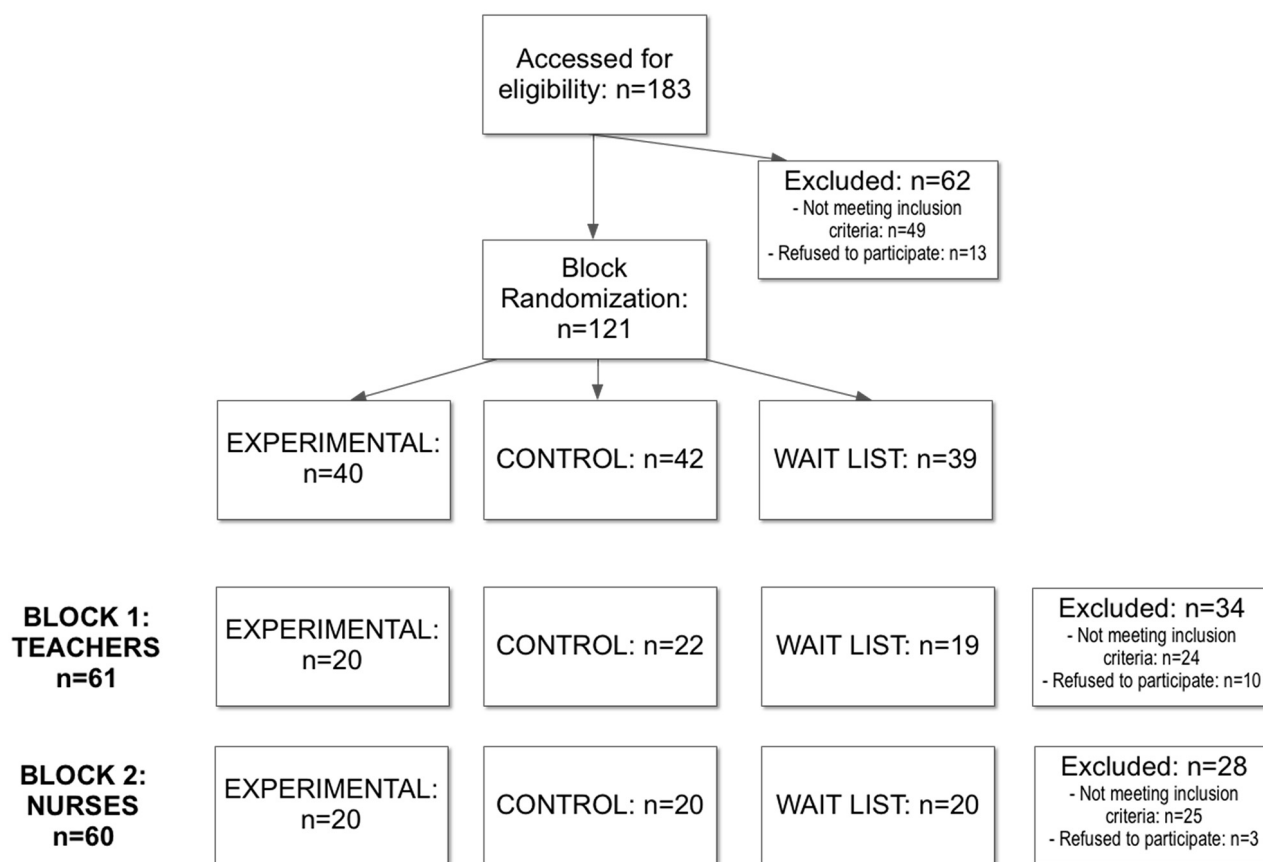 Accessed for
eligibility: n=183
Excluded: n=62
- Not meeting inclusion
criteria: n=49
- Refused to participate: n=13
Block
Randomization:
n=121
EXPERIMENTAL:
n=40
CONTROL: n=42
WAIT LIST: n=39
BLOCK 1:
TEACHERS
n=61
EXPERIMENTAL:
n=20
CONTROL: n=22
WAIT LIST: n=19
Excluded: n=34
- Not meeting inclusion
criteria: n=24
- Refused to participate: n=10
BLOCK 2:
NURSES
n=60
EXPERIMENTAL:
n=20
CONTROL: n=20
WAIT LIST: n=20
Excluded: n=28
- Not meeting inclusion
criteria: n=25
- Refused to participate: n=3